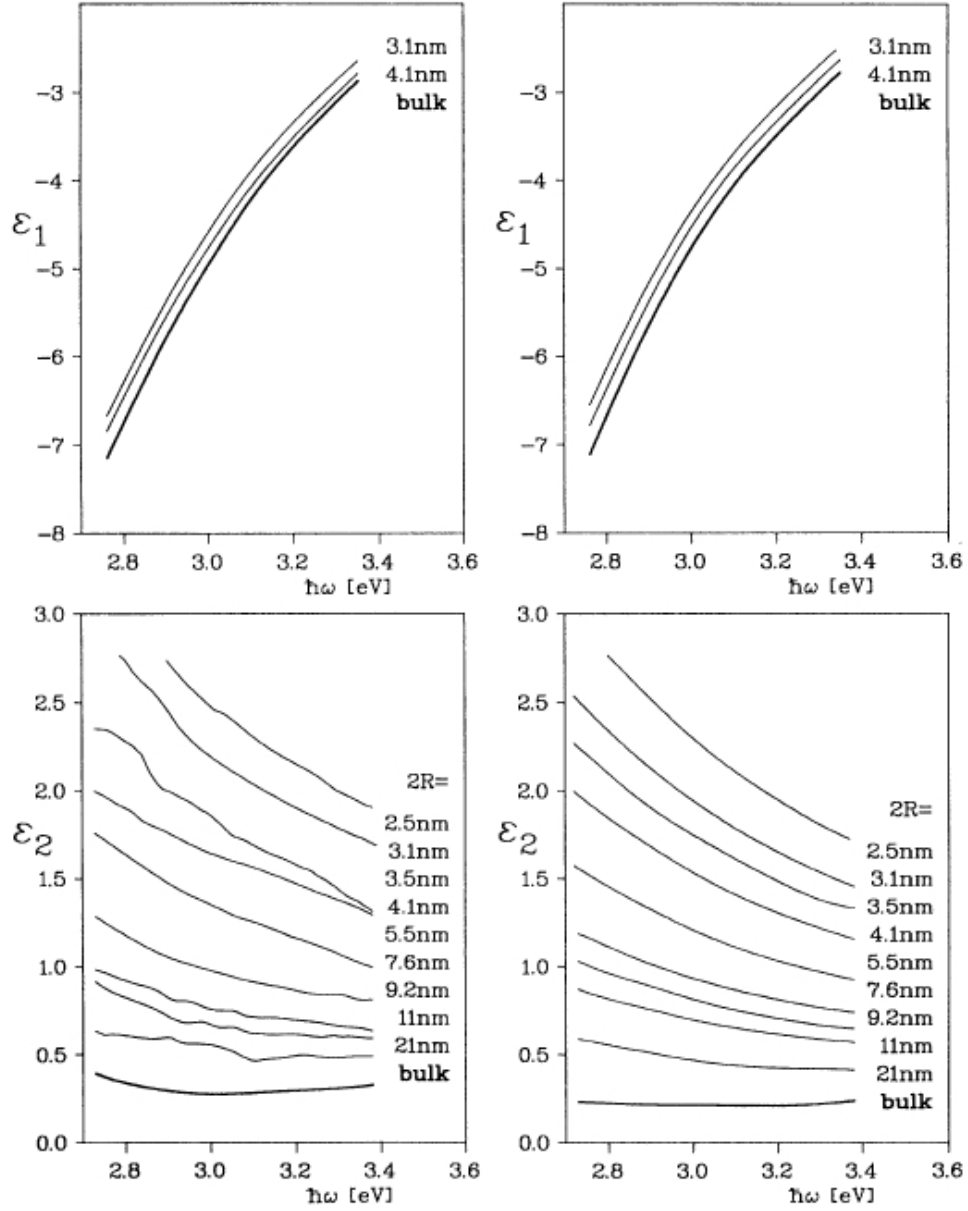 3.1nm
4.1nm
bulk
−3
−4
ε1
−5
−6
−7
−8
2.8 3.0 3.2 3.4 3.6
ħω [eV]
3.1nm
4.1nm
bulk
−3
−4
ε1
−5
−6
−7
−8
2.8 3.0 3.2 3.4 3.6
ħω [eV]
3.0
2.5
2R=
2.0
ε2
2.5nm
3.1nm
1.5
3.5nm
4.1nm
5.5nm
1.0
7.6nm
9.2nm
11nm
0.5
21nm
bulk
0.0
2.8 3.0 3.2 3.4 3.6
ħω [eV]
3.0
2.5
2.0
2R=
ε2
2.5nm
1.5
3.1nm
3.5nm
4.1nm
1.0
5.5nm
7.6nm
9.2nm
0.5
11nm
21nm
bulk
0.0
2.8 3.0 3.2 3.4 3.6
ħω [eV]